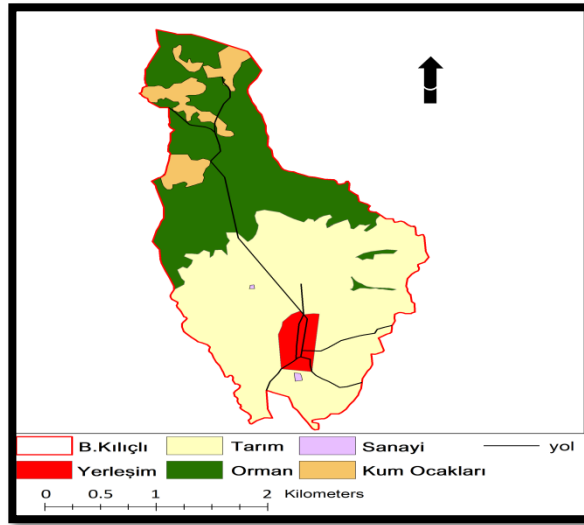 B.Kılıçlı Tarım Sanayi yol
Yerleşim Orman Kum Ocakları
0 0.5 1 2 Kilometers